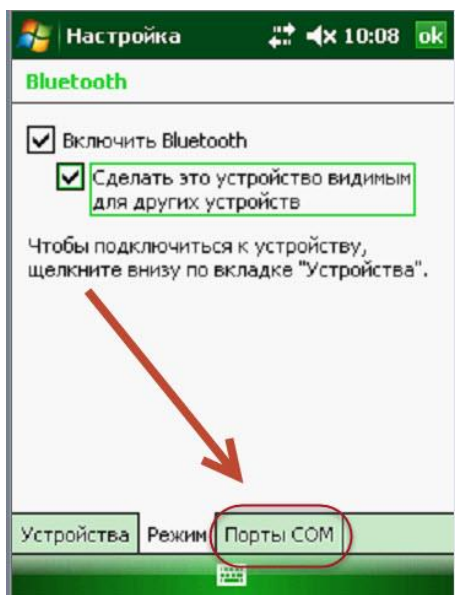 Настройка 10:08 ok
Bluetooth
Включить Bluetooth
Сделать это устройство видимым
для других устройств
Чтобы подключиться к устройству,
щелкните внизу по вкладке "Устройства".
Устройства Режим Порты COM